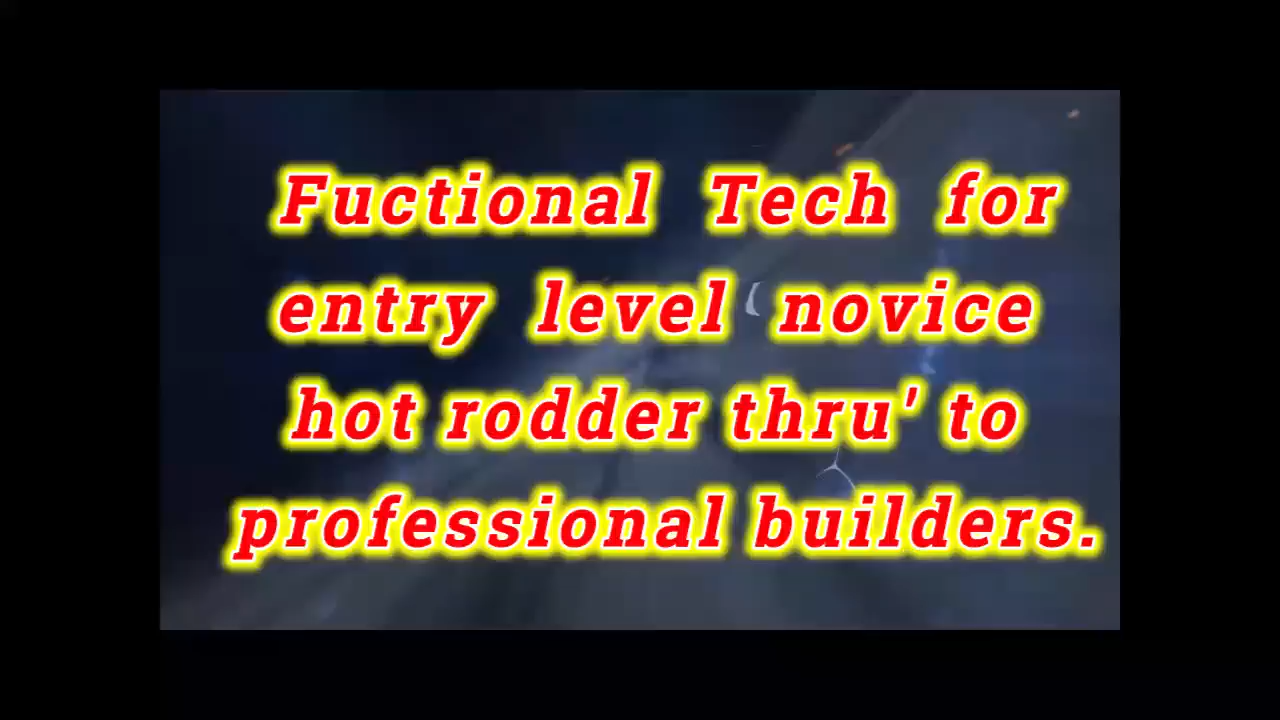 Fuctional Tech for
entry level novice
hot rodder thru' to
professional builders.